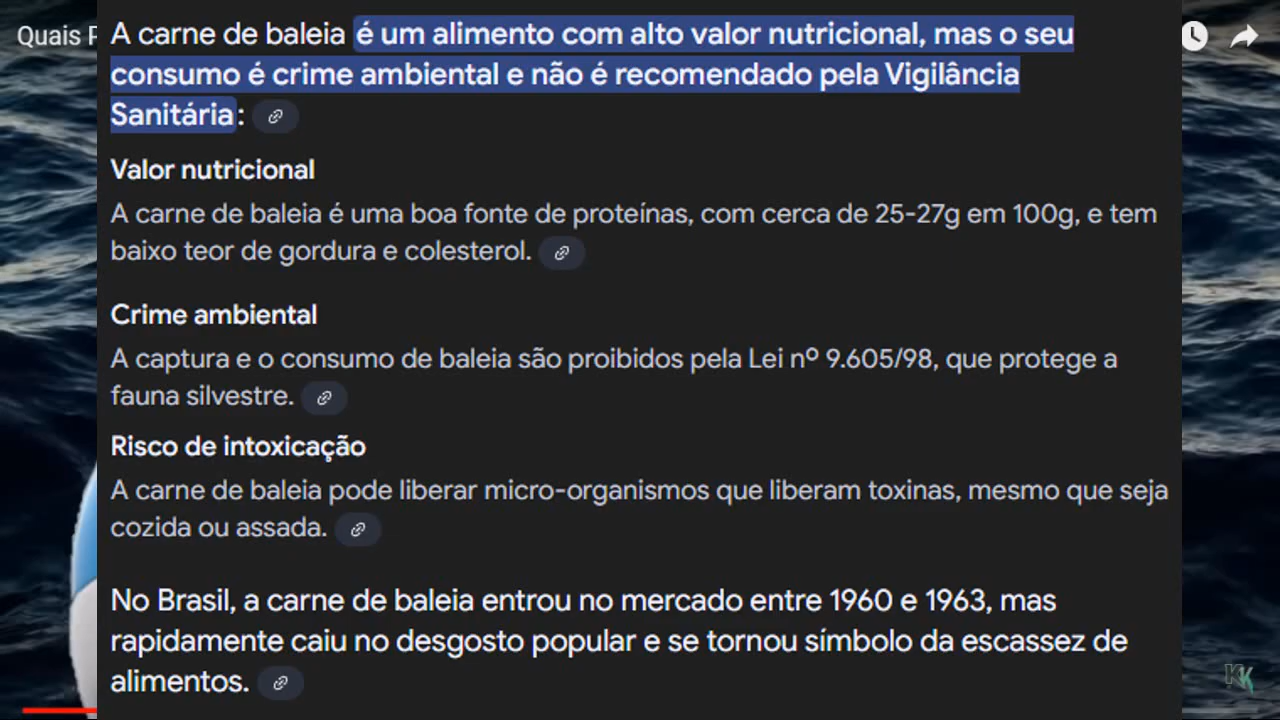 Quais P
A carne de baleia é um alimento com alto valor nutricional, mas o seu
consumo é crime ambiental e não é recomendado pela Vigilância
Sanitária:
Valor nutricional
A carne de baleia é uma boa fonte de proteínas, com cerca de 25-27g em 100g, e tem
baixo teor de gordura e colesterol.
Crime ambiental
A captura e o consumo de baleia são proibidos pela Lei nº 9.605/98, que protege a
fauna silvestre.
Risco de intoxicação
A carne de baleia pode liberar micro-organismos que liberam toxinas, mesmo que seja
cozida ou assada.
No Brasil, a carne de baleia entrou no mercado entre 1960 e 1963, mas
rapidamente caiu no desgosto popular e se tornou símbolo da escassez de
alimentos.
KK